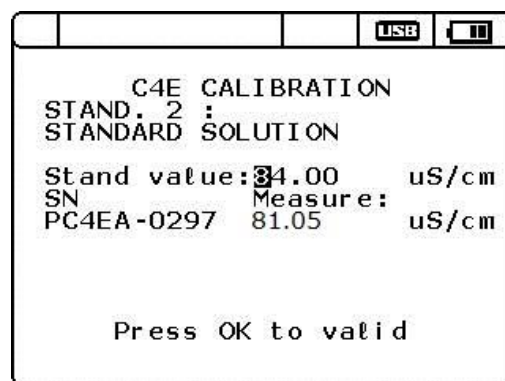 USB
C4E CALIBRATION
STAND. 2 :
STANDARD SOLUTION
Stand value:84.00 uS/cm
SN Measure:
PC4EA-0297 81.05 uS/cm
Press OK to valid